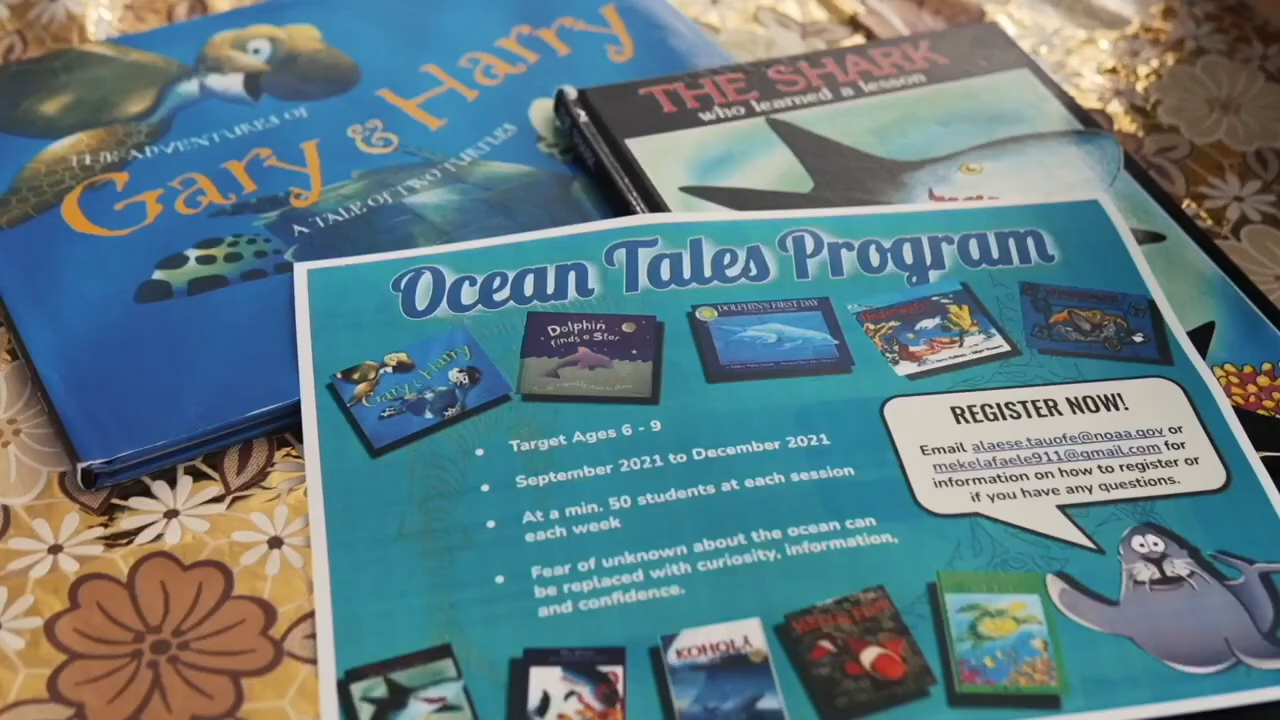 THE ADVENTURES OF
Gary & Harry
A TALE OF TWO TURTLES
THE SHARK
who learned a lesson
Ocean Tales Program
Gary & Harry
Dolphin
Finds a Star
DOLPHIN'S FIRST DAY
• Target Ages 6 - 9
• September 2021 to December 2021
• At a min. 50 students at each session
each week
• Fear of unknown about the ocean can
be replaced with curiosity, information,
and confidence.
REGISTER NOW!
Email alaese.taufoe@noaa.gov or
mekelafaele911@gmail.com for
information on how to register or
if you have any questions.
KOHOLĀ